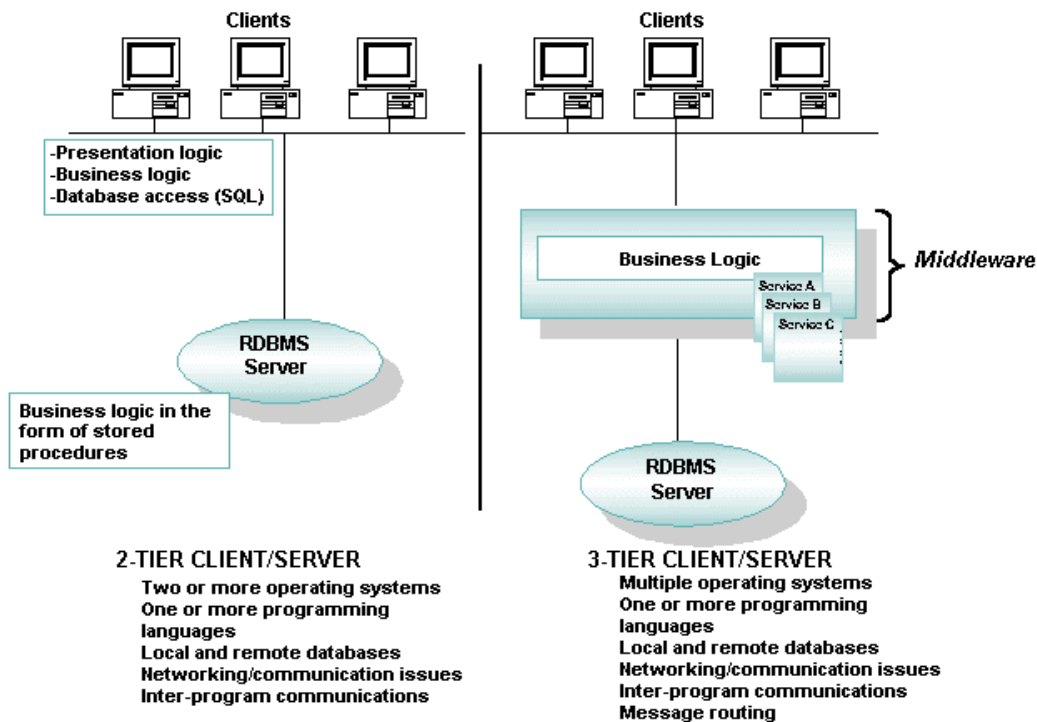 Clients
-Presentation logic
-Business logic
-Database access (SQL)
RDBMS
Server
Business logic in the
form of stored
procedures
2-TIER CLIENT/SERVER
Two or more operating systems
One or more programming
languages
Local and remote databases
Networking/communication issues
Inter-program communications
Clients
Business Logic
Service A
Service B
Service C
Middleware
RDBMS
Server
3-TIER CLIENT/SERVER
Multiple operating systems
One or more programming
languages
Local and remote databases
Networking/communication issues
Inter-program communications
Message routing